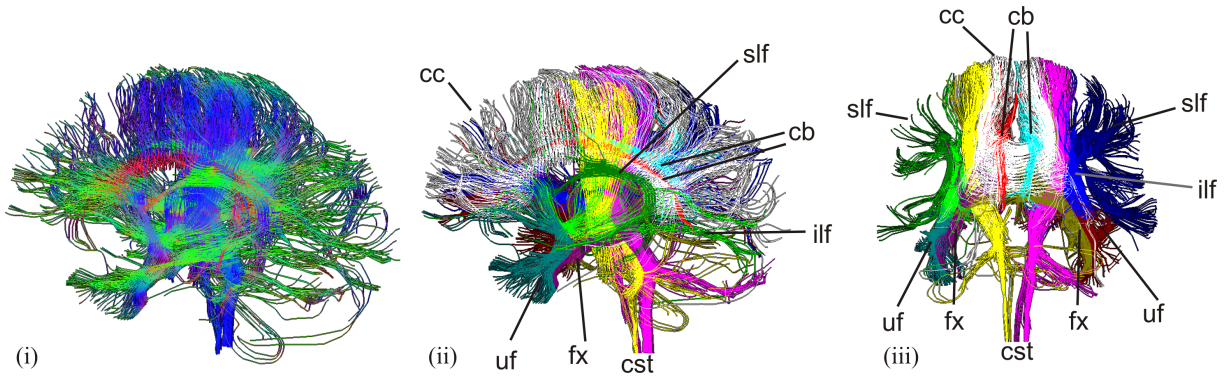 (i)
cc
slf
cb
ilf
uf
fx
cst
(ii)
cc
cb
slf
slf
ilf
uf
fx
cst
fx
uf
(iii)